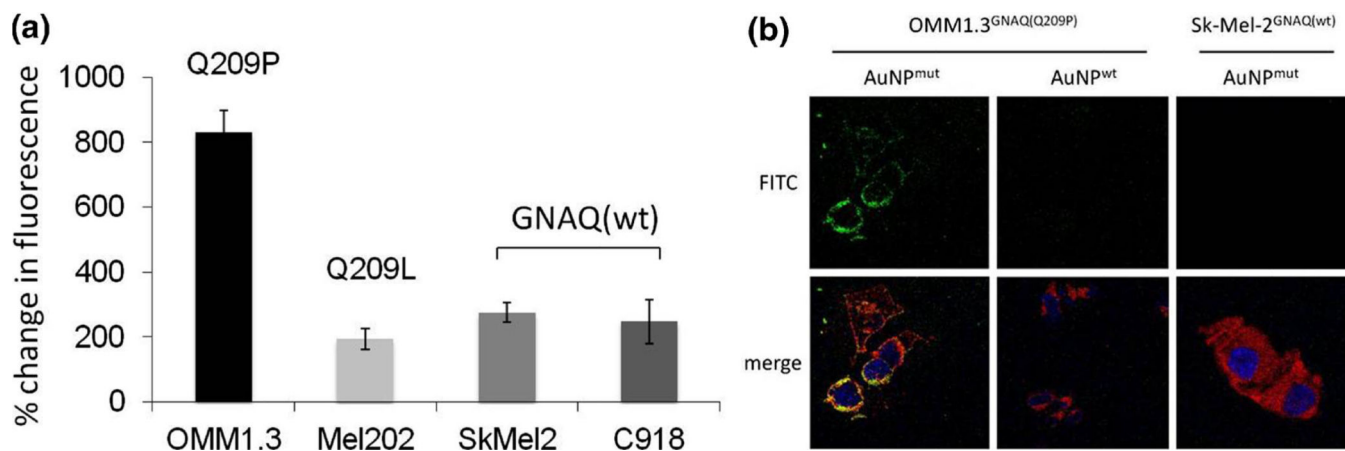 (a)
% change in fluorescence
1000
800
600
400
200
0
Q209P
Q209L
GNAQ(wt)
OMM1.3 Mel202 SkMel2 C918
(b)
OMM1.3GNAQ(Q209P) Sk-Mel-2GNAQ(wt)
AuNPmut AuNPwt AuNPmut
FITC
merge